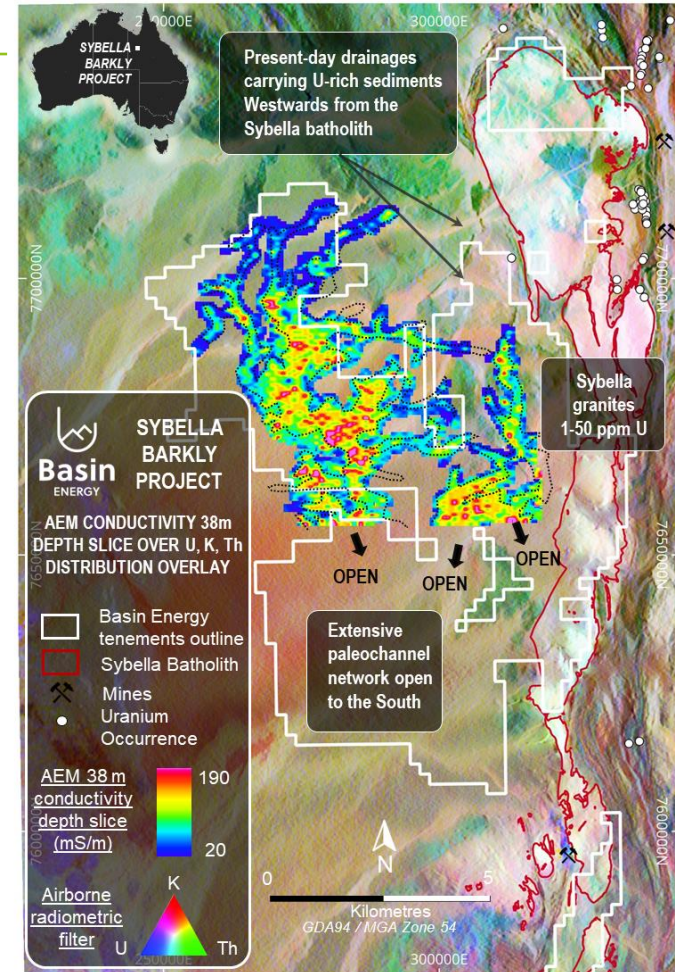 250000E
300000E
SYBELLA
BARKLY
PROJECT
Present-day drainages
carrying U-rich sediments
Westwards from the
Sybella batholith
7700000N
7700000N
Sybella
granites
1-50 ppm U
Basin
ENERGY
SYBELLA
BARKLY
PROJECT
AEM CONDUCTIVITY 38m
DEPTH SLICE OVER U, K, Th
DISTRIBUTION OVERLAY
7650000N
7650000N
OPEN
OPEN
OPEN
Basin Energy
tenements outline
Sybella Batholith
Mines
Uranium
Occurrence
Extensive
paleochannel
network open
to the South
AEM 38 m
conductivity
depth slice
(mS/m)
190
20
7600000N
7600000N
Airborne
radiometric
filter
K
U
Th
N
0
5
Kilometres
GDA94 / MGA Zone 54
250000E
300000E